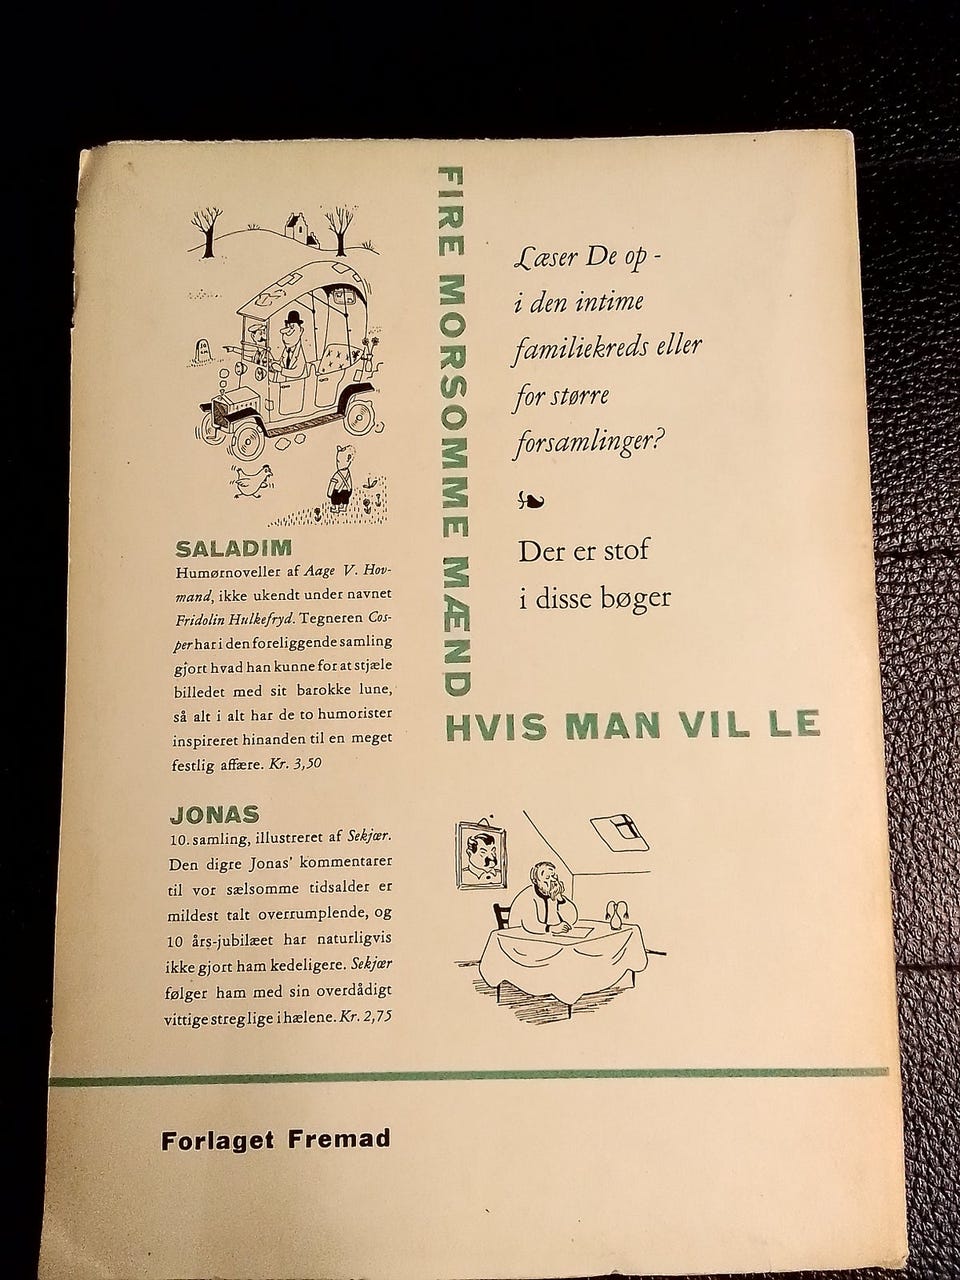 FIRE MORSOMME MÆND
HVIS MAN VIL LE
Læser De op -
i den intime
familiekreds eller
for større
forsamlinger?
Der er stof
i disse bøger
SALADIM
Humørnoveller af Aage V. Hov-
mand, ikke ukendt under navnet
Fridolin Hulkefryd. Tegneren Cos-
per har i den foreliggende samling
gjort hvad han kunne for at stjæle
billedet med sit barokke lune,
så alt i alt har de to humorister
inspireret hinanden til en meget
festlig affære. Kr. 3,50
JONAS
10. samling, illustreret af Sekjær.
Den digre Jonas' kommentarer
til vor sælsomme tidsalder er
mildest talt overrumplende, og
10 års-jubilæet har naturligvis
ikke gjort ham kedeligere. Sekjær
følger ham med sin overdådigt
vittige streg lige i hælene. Kr. 2,75
Forlaget Fremad